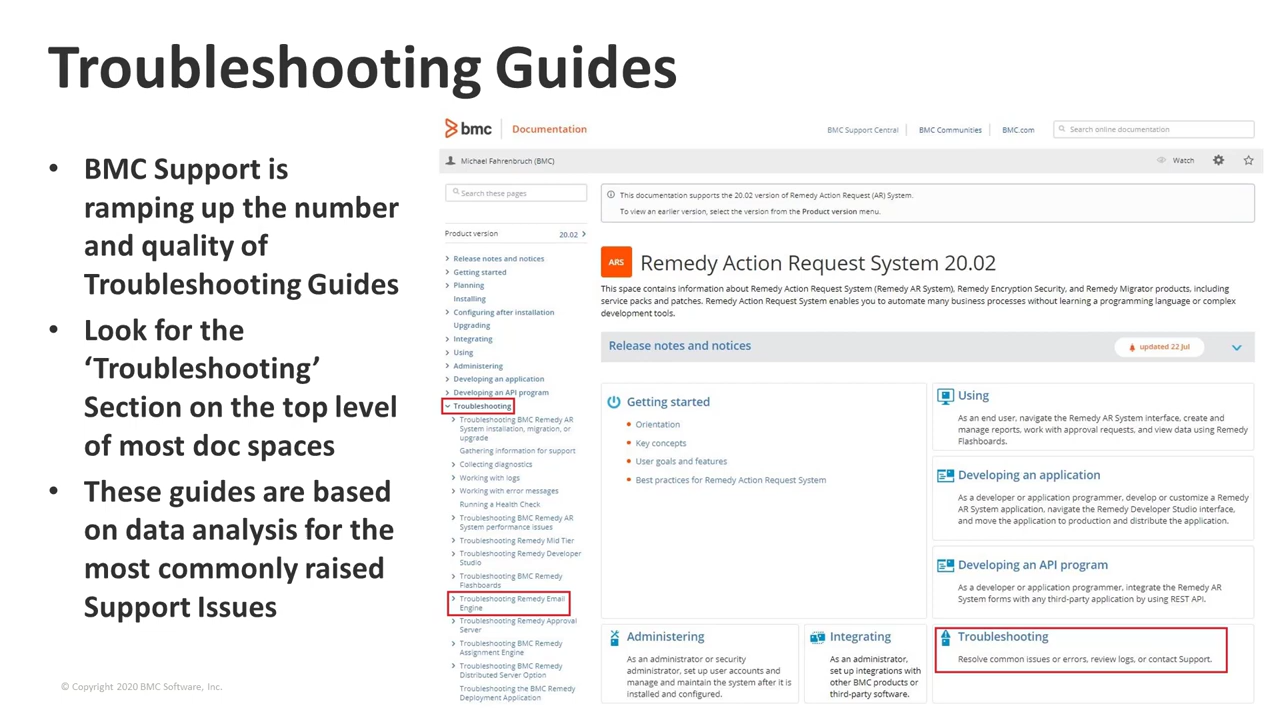 Troubleshooting Guides
• BMC Support is
ramping up the number
and quality of
Troubleshooting Guides
• Look for the
‘Troubleshooting’
Section on the top level
of most doc spaces
• These guides are based
on data analysis for the
most commonly raised
Support Issues
© Copyright 2020 BMC Software, Inc.
bmc Documentation
BMC Support Central
BMC Communities
BMC.com
Search online documentation
Michael Fahrenbruch (BMC)
Watch
Search these pages
Product version 20.02
Release notes and notices
Getting started
Planning
Installing
Configuring after installation
Upgrading
Integrating
Using
Administering
Developing an application
Developing an API program
Troubleshooting
Troubleshooting BMC Remedy AR
System installation, migration, or
upgrade
Gathering information for support
Collecting diagnostics
Working with logs
Working with error messages
Running a Health Check
Troubleshooting BMC Remedy AR
System performance issues
Troubleshooting Remedy Mid Tier
Troubleshooting Remedy Developer
Studio
Troubleshooting BMC Remedy
Flashboards
Troubleshooting Remedy Email
Engine
Troubleshooting Remedy Approval
Server
Troubleshooting BMC Remedy
Assignment Engine
Troubleshooting BMC Remedy
Distributed Server Option
Troubleshooting the BMC Remedy
Deployment Application
This documentation supports the 20.02 version of Remedy Action Request (AR) System.
To view an earlier version, select the version from the Product version menu.
ARS
Remedy Action Request System 20.02
This space contains information about Remedy Action Request System (Remedy AR System), Remedy Encryption Security, and Remedy Migrator products, including
service packs and patches. Remedy Action Request System enables you to automate many business processes without learning a programming language or complex
development tools.
Release notes and notices
updated 22 Jul
Getting started
• Orientation
• Key concepts
• User goals and features
• Best practices for Remedy Action Request System
Using
As an end user, navigate the Remedy AR System interface, create and
manage reports, work with approval requests, and view data using Remedy
Flashboards.
Developing an application
As a developer or application programmer, develop or customize a Remedy
AR System application, navigate the Remedy Developer Studio interface,
and move the application to production and distribute the application.
Developing an API program
As a developer or application programmer, integrate the Remedy AR
System forms with any third-party application by using REST API.
Administering
As an administrator or security
administrator, set up user accounts and
manage and maintain the system after it is
installed and configured.
Integrating
As an administrator,
set up integrations with
other BMC products or
third-party software.
Troubleshooting
Resolve common issues or errors, review logs, or contact Support.